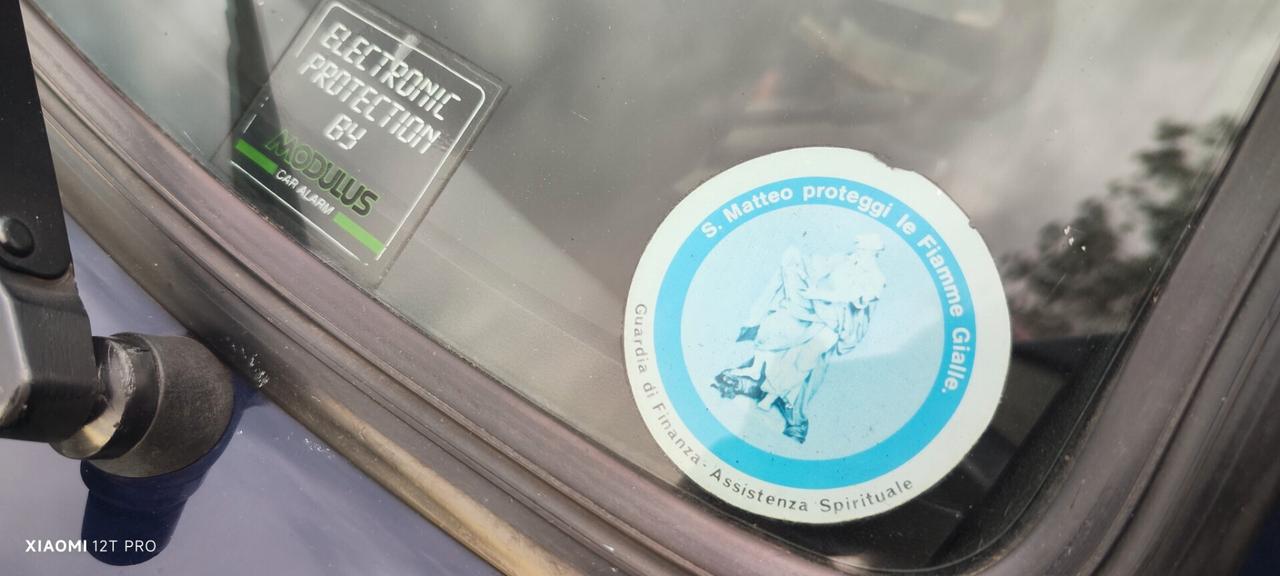 ELECTRONIC
PROTECTION
BY
MODULUS
CAR ALARM
S. Matteo proteggi le Fiamme Gialle.
Guardia di Finanza - Assistenza Spirituale
XIAOMI 12T PRO